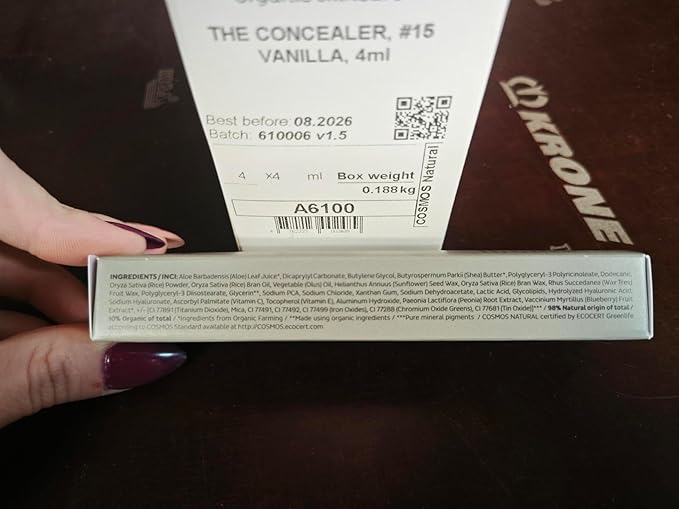 THE CONCEALER, #15
VANILLA, 4ml
Best before: 08.2026
Batch: 610006 v1.5
4 x4 ml Box weight
0.188kg
COSMOS Natural
A6100
KRONE
INGREDIENTS / INCI: Aloe Barbadensis (Aloe) Leaf Juice*, Dicaprylyl Carbonate, Butylene Glycol, Butyrospermum Parkii (Shea) Butter*, Polyglyceryl-3 Polyricinoleate, Dodecane,
Oryza Sativa (Rice) Powder, Oryza Sativa (Rice) Bran Oil, Vegetable (Olus) Oil, Helianthus Annuus (Sunflower) Seed Wax, Oryza Sativa (Rice) Bran Wax, Rhus Succedanea (Wax Tree)
Fruit Wax, Polyglyceryl-3 Diisostearate, Glycerin**, Sodium PCA, Sodium Chloride, Xanthan Gum, Sodium Dehydroacetate, Lactic Acid, Glycolipids, Hydrolyzed Hyaluronic Acid,
Sodium Hyaluronate, Ascorbyl Palmitate (Vitamin C), Tocopherol (Vitamin E), Aluminum Hydroxide, Paeonia Lactiflora (Peonia) Root Extract, Vaccinium Myrtillus (Blueberry) Fruit
Extract*, +/- [CI 77891 (Titanium Dioxide), Mica, CI 77491, CI 77492, CI 77499 (Iron Oxides), CI 77288 (Chromium Oxide Greens), CI 77861 (Tin Oxide)]*** / 98% Natural origin of total /
10% Organic of total / *Ingredients from Organic Farming / **Made using organic ingredients / ***Pure mineral pigments / COSMOS NATURAL certified by ECOCERT Greenlife
according to COSMOS Standard available at http://COSMOS.ecocert.com